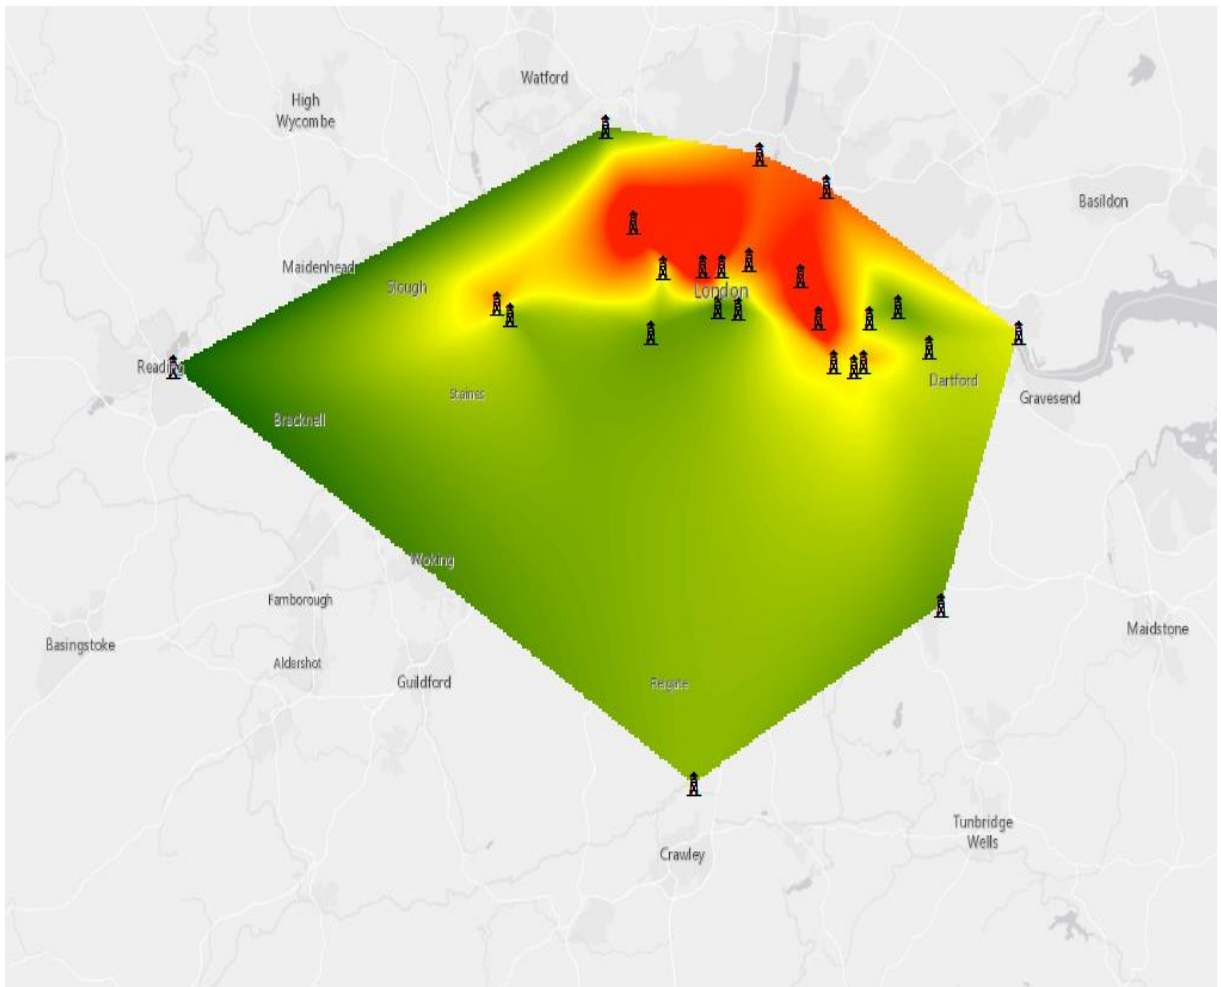 Watford
High
Wycombe
Basildon
Maidenhead
Slough
London
Reading
Staines
Dartford
Gravesend
Bracknell
Woking
Farnborough
Basingstoke
Maidstone
Aldershot
Guildford
Reigate
Tunbridge
Wells
Crawley